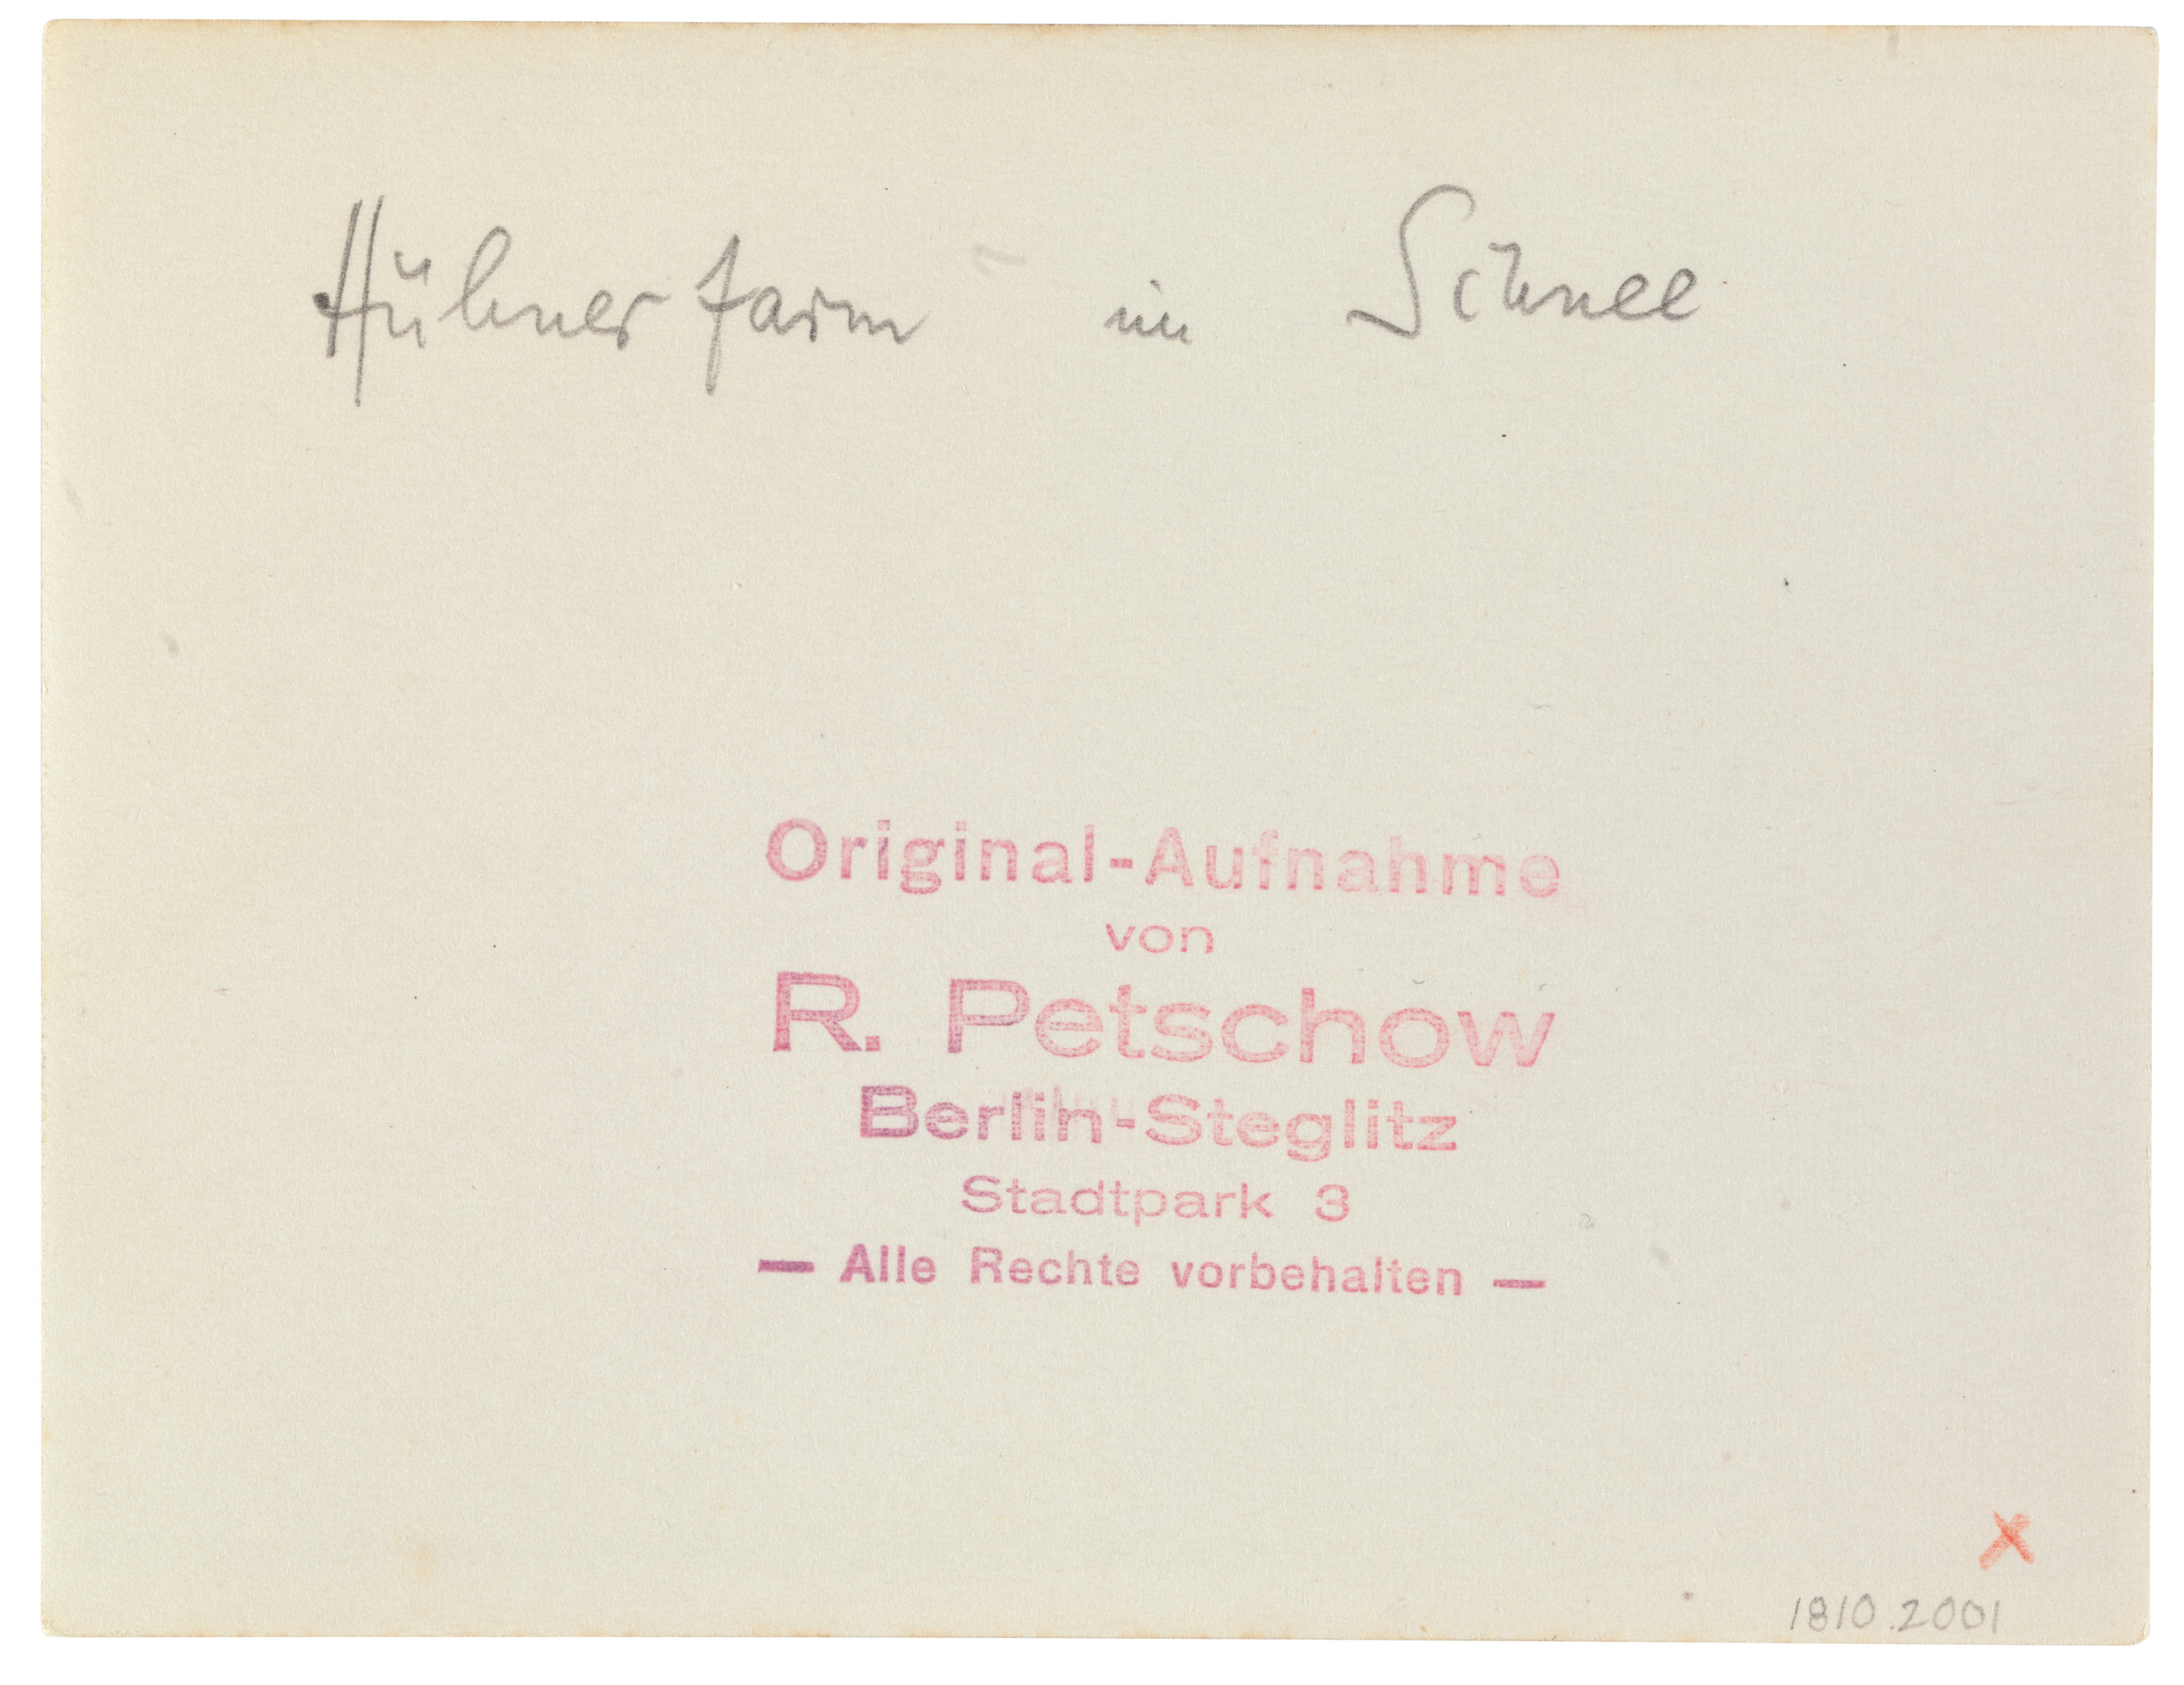 Hühnerfarm im Schnee
Original-Aufnahme
von
R. Petschow
Berlin-Steglitz
Stadtpark 3
— Alle Rechte vorbehalten —
x
1810.2001